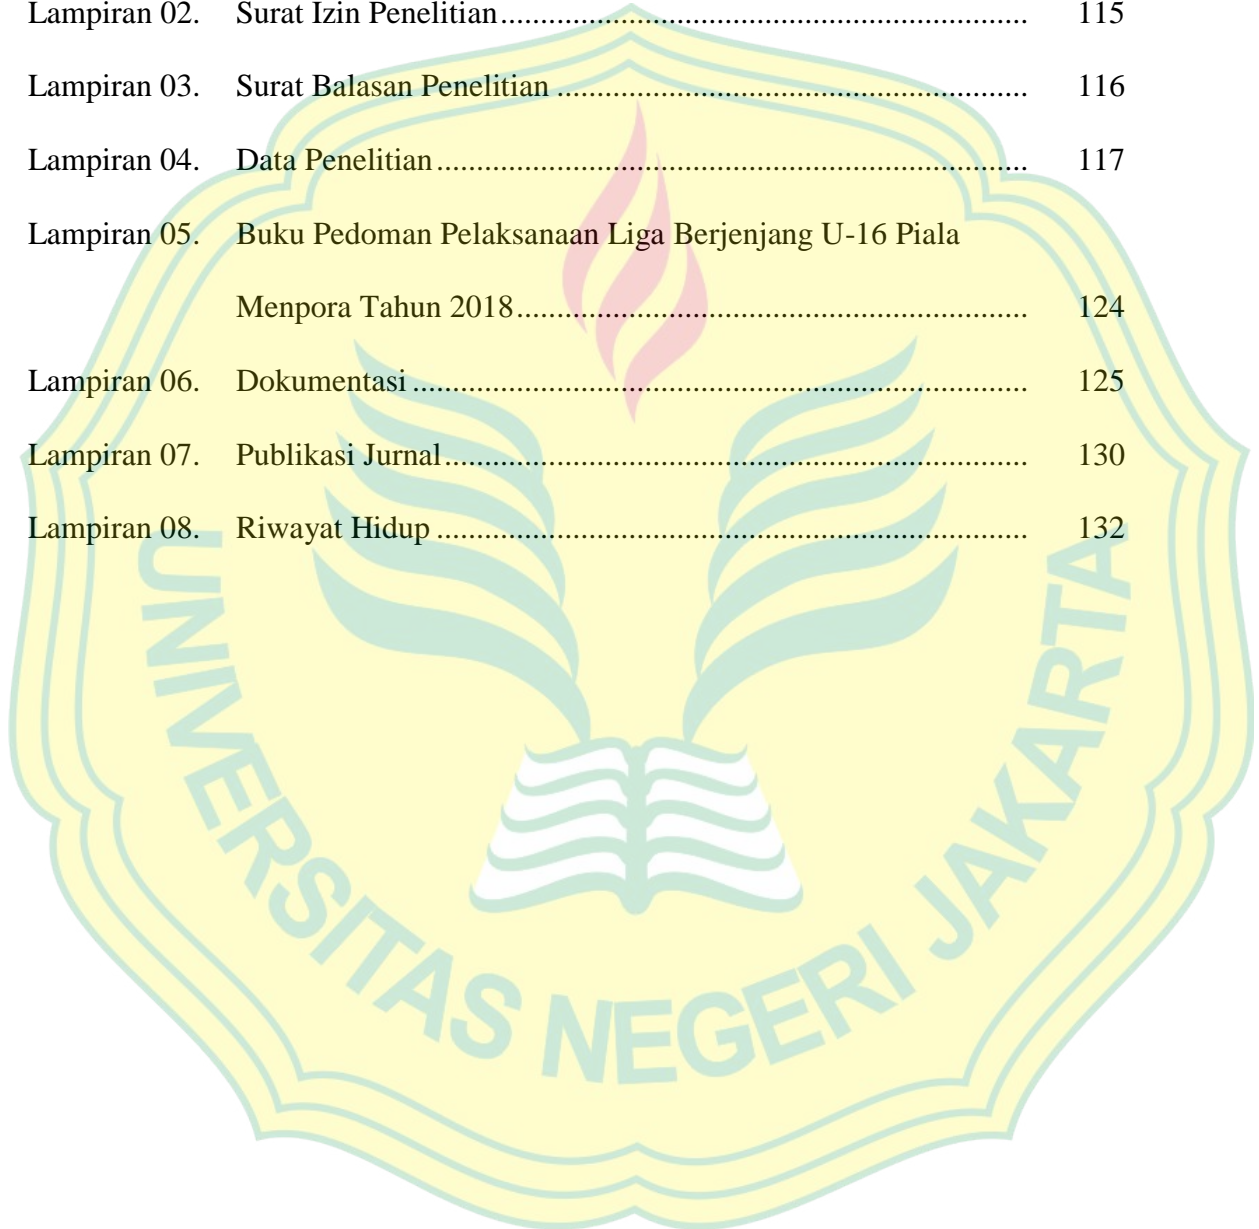 Lampiran 02. Surat Izin Penelitian.................................................................. 115
Lampiran 03. Surat Balasan Penelitian ........................................................... 116
Lampiran 04. Data Penelitian.......................................................................... 117
Lampiran 05. Buku Pedoman Pelaksanaan Liga Berjenjang U-16 Piala
Menpora Tahun 2018................................................................ 124
Lampiran 06. Dokumentasi ............................................................................. 125
Lampiran 07. Publikasi Jurnal......................................................................... 130
Lampiran 08. Riwayat Hidup .......................................................................... 132
UNIVERSITAS NEGERI JAKARTA